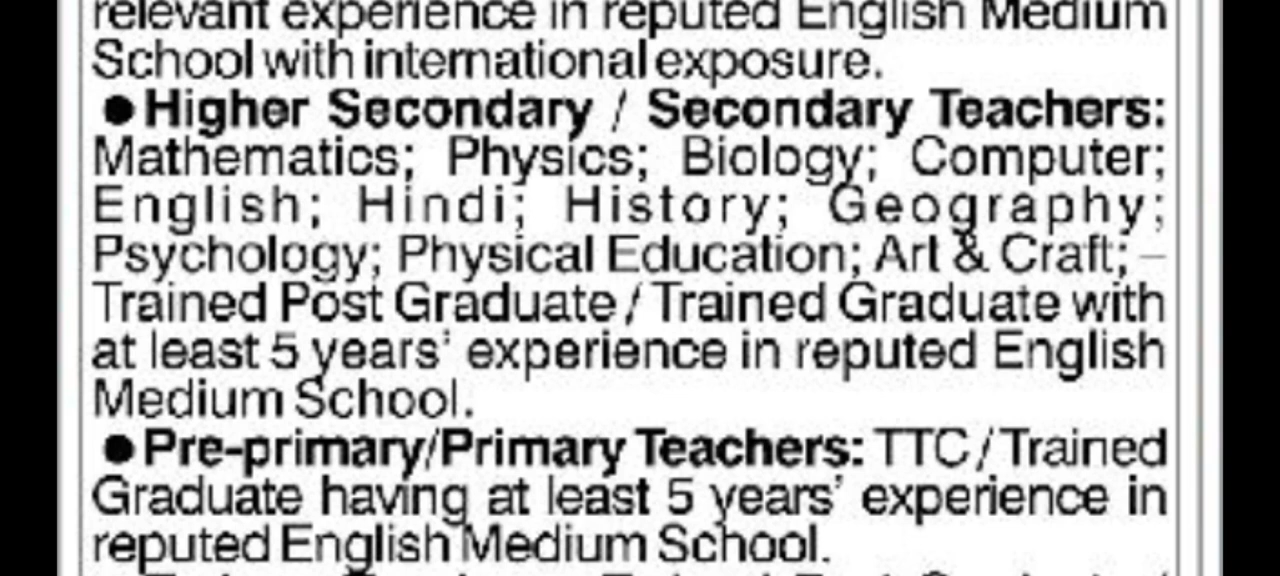 relevant experience in reputed English Medium
School with international exposure.
● Higher Secondary / Secondary Teachers:
Mathematics; Physics; Biology; Computer;
English; Hindi; History; Geography;
Psychology; Physical Education; Art & Craft; –
Trained Post Graduate / Trained Graduate with
at least 5 years' experience in reputed English
Medium School.
● Pre-primary/Primary Teachers: TTC / Trained
Graduate having at least 5 years' experience in
reputed English Medium School.